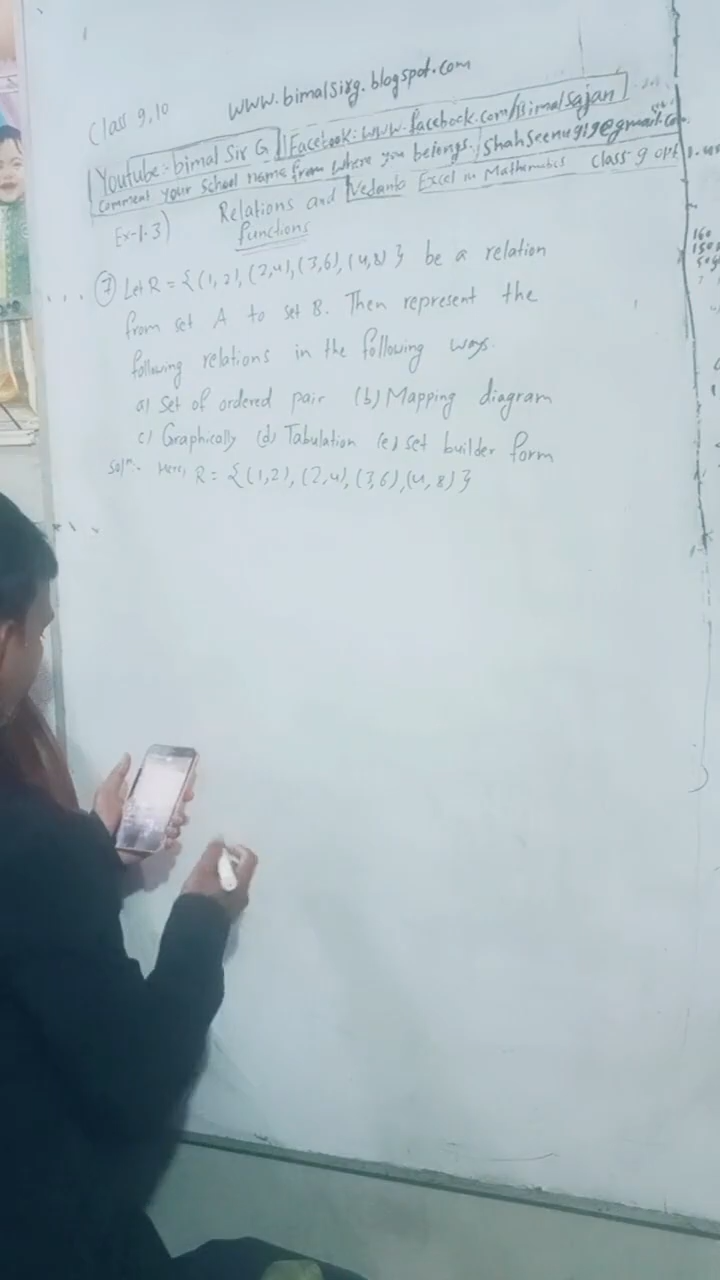 Class 9,10 www.bimalsirg.blogspot.com
Youtube:- bimal Sir G || Facebook: www.facebook.com/Bimalsajan
comment your School name from where you belongs.
Ex-1.3) Relations and functions Vedanta Excel in Mathematics class 9 opt
7 Let R = {(1, 2), (2,4), (3,6), (4,8)} be a relation
from set A to set B. Then represent the
following relations in the following ways.
a) Set of ordered pair (b) Mapping diagram
c) Graphically (d) Tabulation (e) set builder form
Soln. Here, R = {(1,2), (2,4), (3,6), (4,8)}